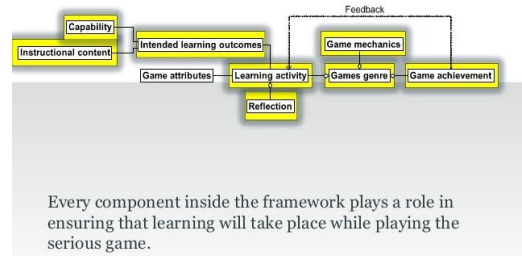 Feedback
Capability
Intended learning outcomes
Game mechanics
Instructional content
Game attributes
Learning activity
Games genre
Game achievement
Reflection
Every component inside the framework plays a role in
ensuring that learning will take place while playing the
serious game.